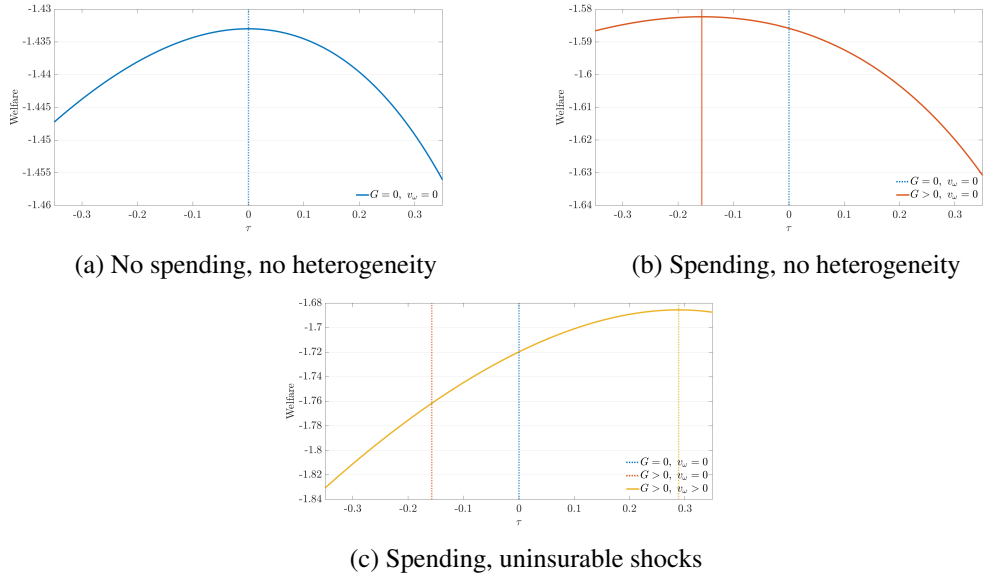 -1.43
-1.435
-1.44
-1.445
-1.45
-1.455
-1.46
Welfare
-0.3 -0.2 -0.1 0 0.1 0.2 0.3
τ
G = 0, v_ω = 0
(a) No spending, no heterogeneity
-1.58
-1.59
-1.6
-1.61
-1.62
-1.63
-1.64
Welfare
-0.3 -0.2 -0.1 0 0.1 0.2 0.3
τ
G = 0, v_ω = 0
G > 0, v_ω = 0
(b) Spending, no heterogeneity
-1.68
-1.7
-1.72
-1.74
-1.76
-1.78
-1.8
-1.82
-1.84
Welfare
-0.3 -0.2 -0.1 0 0.1 0.2 0.3
τ
G = 0, v_ω = 0
G > 0, v_ω = 0
G > 0, v_ω > 0
(c) Spending, uninsurable shocks